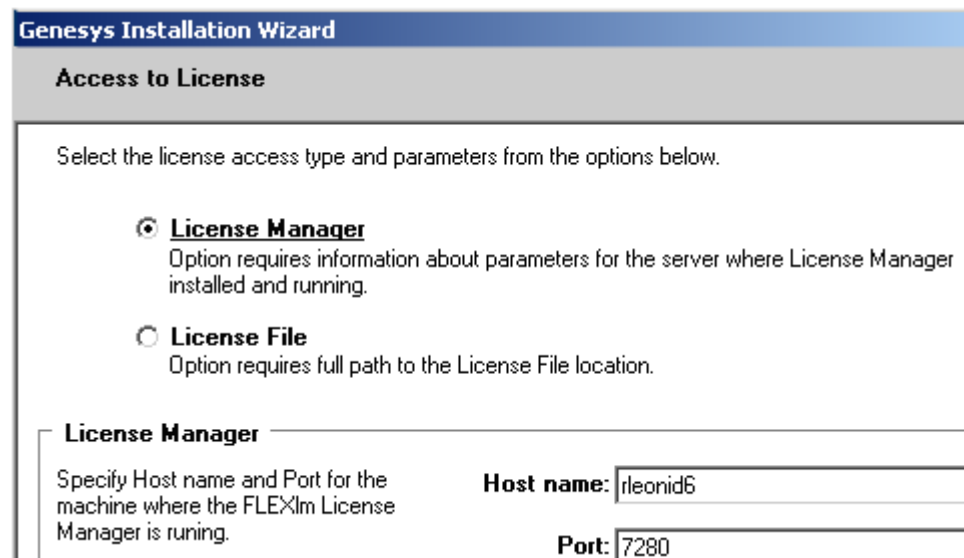 Genesys Installation Wizard
Access to License
Select the license access type and parameters from the options below.
License Manager
Option requires information about parameters for the server where License Manager
installed and running.
License File
Option requires full path to the License File location.
License Manager
Specify Host name and Port for the
machine where the FLEXlm License
Manager is runing.
Host name: rleonid6
Port: 7280